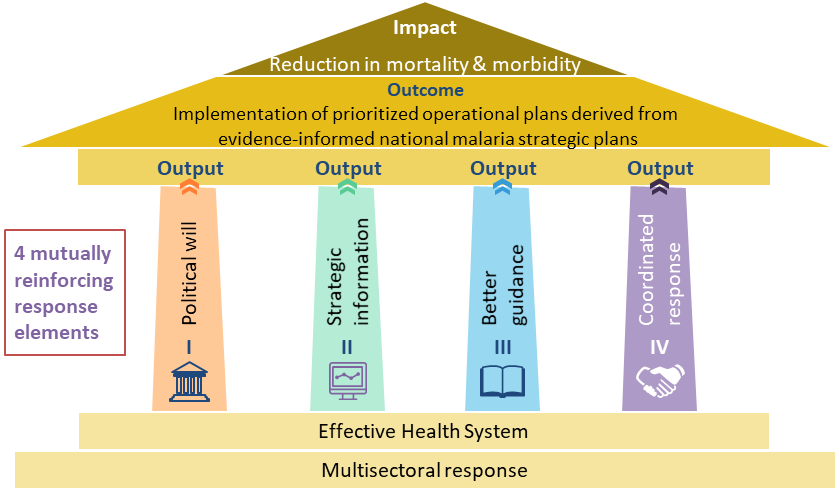 Impact
Reduction in mortality & morbidity
Outcome
Implementation of prioritized operational plans derived from
evidence-informed national malaria strategic plans
Output
Output
Output
Output
4 mutually
reinforcing
response
elements
Political will
I
Strategic
information
II
Better
guidance
III
Coordinated
response
IV
Effective Health System
Multisectoral response